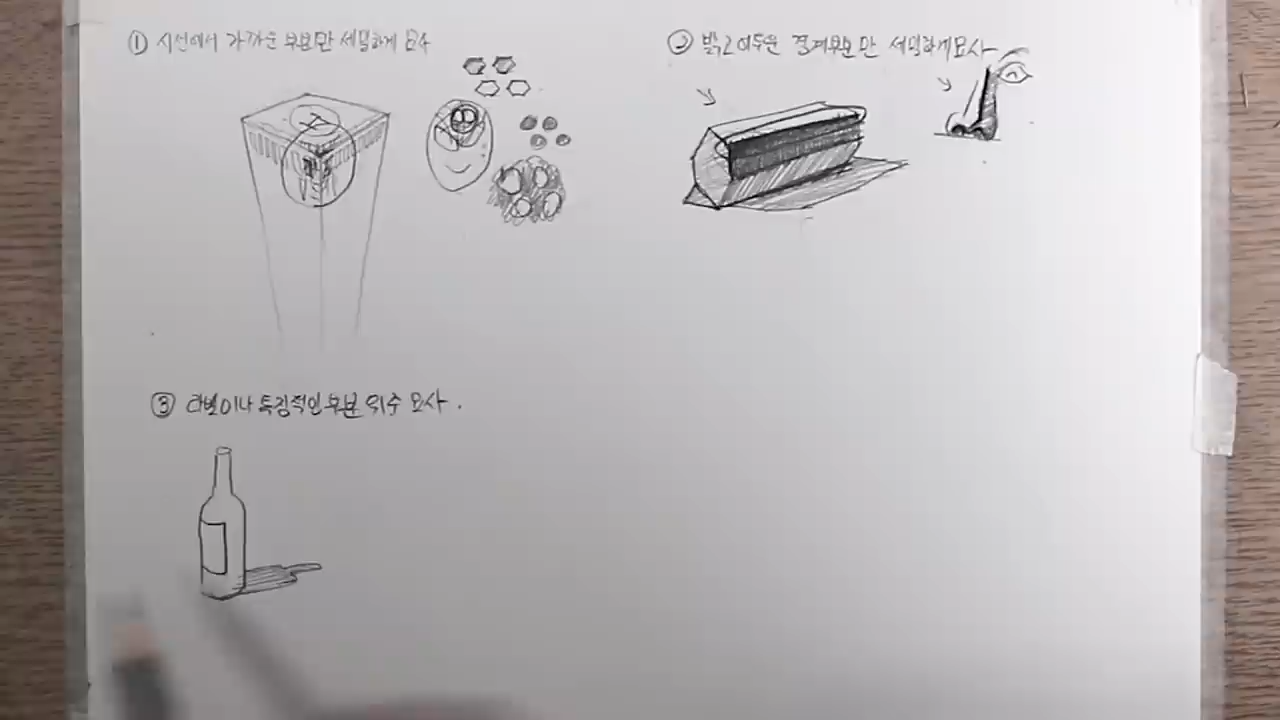 ① 시선에서 가까운 부분만 세밀하게 묘사
② 밝고 어두운 경계부분만 세밀하게 묘사
③ 라벨이나 특징적인 부분 위주 묘사.